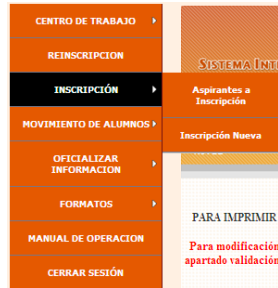 CENTRO DE TRABAJO
REINSCRIPCION
SISTEMA INT
INSCRIPCIÓN
Aspirantes a
Inscripción
MOVIMIENTO DE ALUMNOS
Inscripción Nueva
OFICIALIZAR
INFORMACION
FORMATOS
PARA IMPRIMIR
MANUAL DE OPERACION
Para modificación
apartado validación
CERRAR SESIÓN